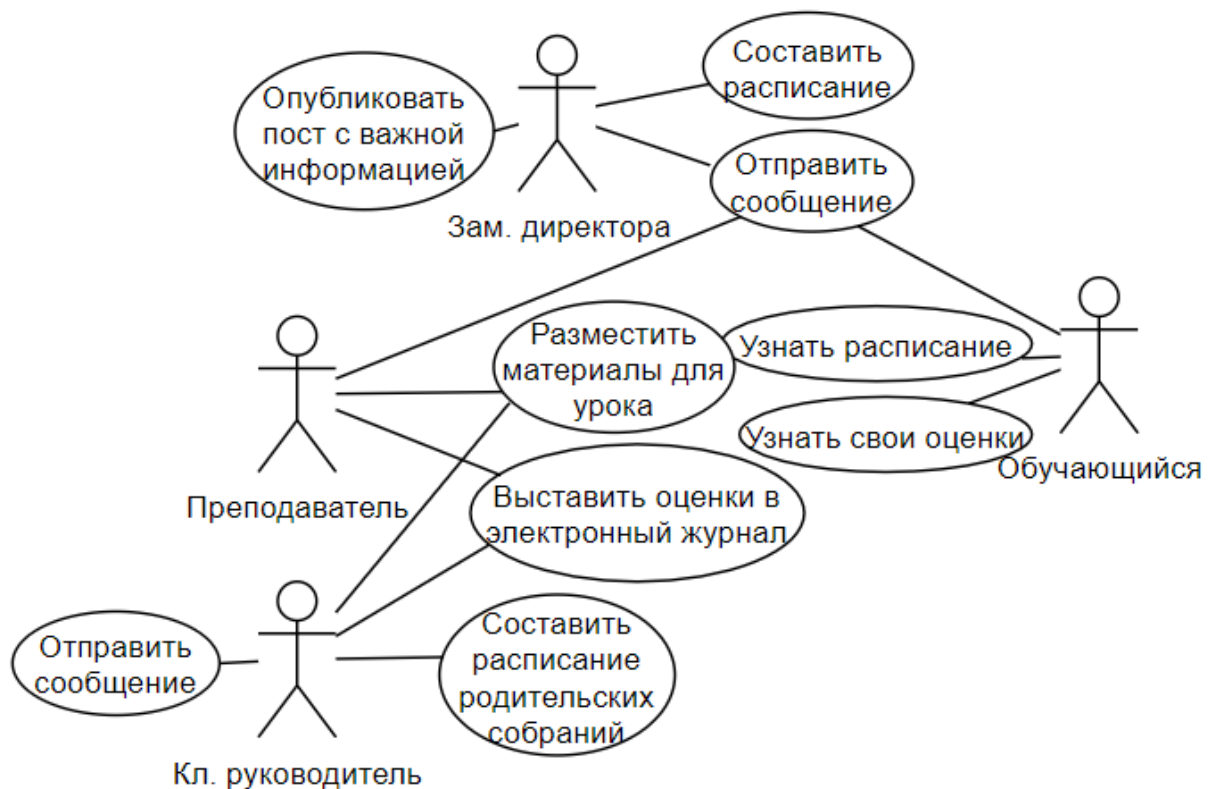 Составить
расписание
Опубликовать
пост с важной
информацией
Отправить
сообщение
Зам. директора
Разместить
материалы для
урока
Узнать расписание
Узнать свои оценки
Обучающийся
Преподаватель
Выставить оценки в
электронный журнал
Отправить
сообщение
Составить
расписание
родительских
собраний
Кл. руководитель